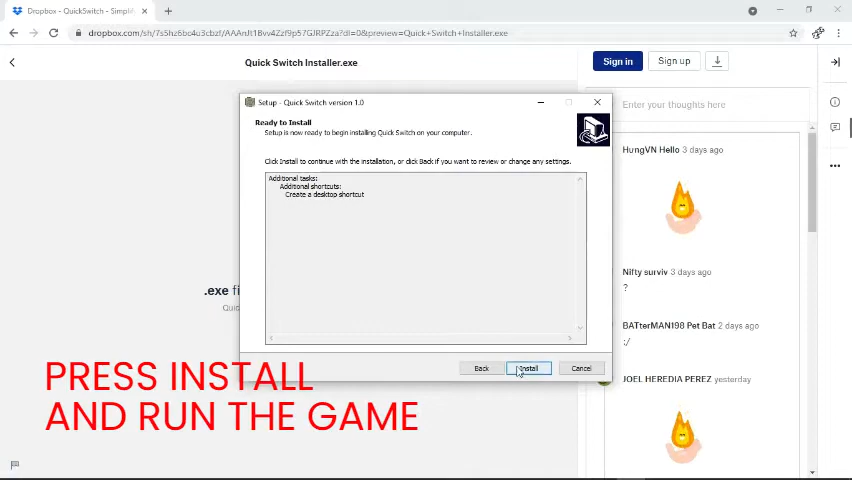 Dropbox - QuickSwitch - Simplif
dropbox.com/sh/7s5hz6bc4u3cbzf/AAAnJt1Bvv4Zzf9p57GJRPZza?dl=0&preview=Quick+Switch+Installer.exe
Quick Switch Installer.exe
Sign in
Sign up
Enter your thoughts here
Setup - Quick Switch version 1.0
Ready to Install
Setup is now ready to begin installing Quick Switch on your computer.
Click Install to continue with the installation, or click Back if you want to review or change any settings.
Additional tasks:
Additional shortcuts:
Create a desktop shortcut
Back
Install
Cancel
.exe fi
Quic
HungVN Hello 3 days ago
Nifty surviv 3 days ago
?
BATterMAN198 Pet Bat 2 days ago
:/
JOEL HEREDIA PEREZ yesterday
PRESS INSTALL
AND RUN THE GAME